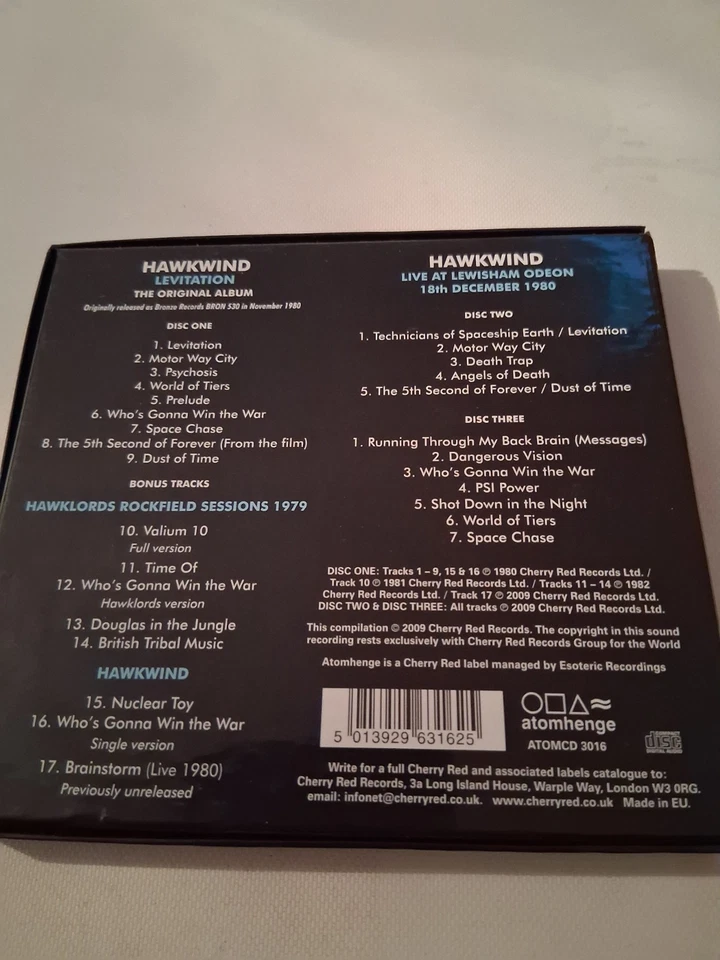 HAWKWIND
LEVITATION
THE ORIGINAL ALBUM
Originally released as Bronze Records BRON 530 in November 1980
DISC ONE
1. Levitation
2. Motor Way City
3. Psychosis
4. World of Tiers
5. Prelude
6. Who's Gonna Win the War
7. Space Chase
8. The 5th Second of Forever (From the film)
9. Dust of Time
BONUS TRACKS
HAWKLORDS ROCKFIELD SESSIONS 1979
10. Valium 10
Full version
11. Time Of
12. Who's Gonna Win the War
Hawklords version
13. Douglas in the Jungle
14. British Tribal Music
HAWKWIND
15. Nuclear Toy
16. Who's Gonna Win the War
Single version
17. Brainstorm (Live 1980)
Previously unreleased
HAWKWIND
LIVE AT LEWISHAM ODEON
18th DECEMBER 1980
DISC TWO
1. Technicians of Spaceship Earth / Levitation
2. Motor Way City
3. Death Trap
4. Angels of Death
5. The 5th Second of Forever / Dust of Time
DISC THREE
1. Running Through My Back Brain (Messages)
2. Dangerous Vision
3. Who's Gonna Win the War
4. PSI Power
5. Shot Down in the Night
6. World of Tiers
7. Space Chase
DISC ONE: Tracks 1 – 9, 15 & 16 ℗ 1980 Cherry Red Records Ltd. /
Track 10 ℗ 1981 Cherry Red Records Ltd. / Tracks 11 – 14 ℗ 1982
Cherry Red Records Ltd. / Track 17 ℗ 2009 Cherry Red Records Ltd.
DISC TWO & DISC THREE: All tracks ℗ 2009 Cherry Red Records Ltd.
This compilation © 2009 Cherry Red Records. The copyright in this sound
recording rests exclusively with Cherry Red Records Group for the World
Atomhenge is a Cherry Red label managed by Esoteric Recordings
5 013929 631625
atomhenge
ATOMCD 3016
COMPACT
disc
DIGITAL AUDIO
Write for a full Cherry Red and associated labels catalogue to:
Cherry Red Records, 3a Long Island House, Warple Way, London W3 0RG.
email: infonet@cherryred.co.uk. www.cherryred.co.uk Made in EU.